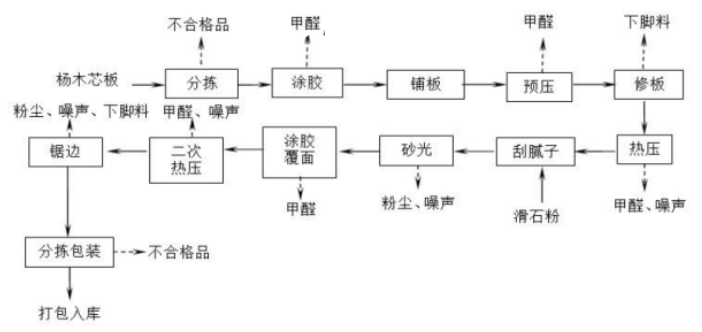 不合格品
甲醛
甲醛
下脚料
杨木芯板
分拣
涂胶
铺板
预压
修板
粉尘、噪声、下脚料
甲醛、噪声
锯边
二次
热压
涂胶
覆面
砂光
刮腻子
热压
甲醛
粉尘、噪声
滑石粉
甲醛、噪声
分拣包装
不合格品
打包入库